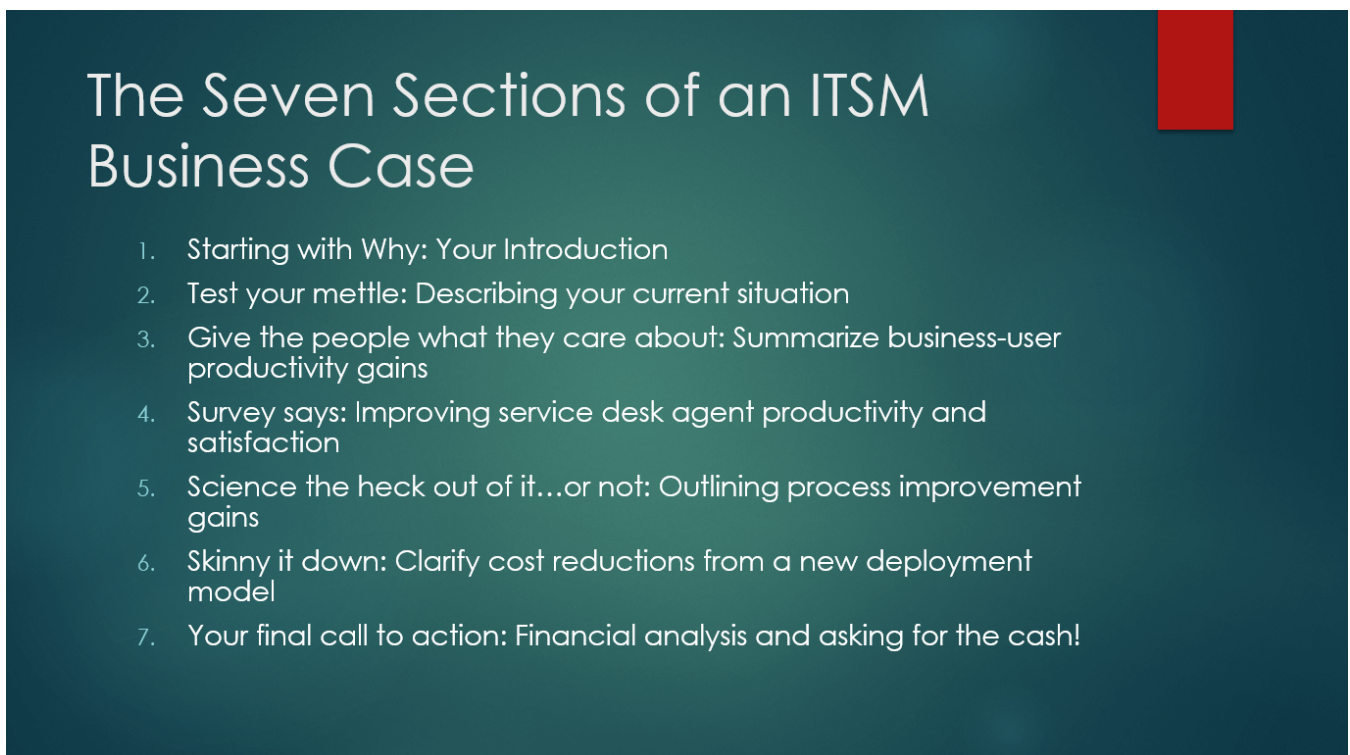 The Seven Sections of an ITSM
Business Case
1. Starting with Why: Your Introduction
2. Test your mettle: Describing your current situation
3. Give the people what they care about: Summarize business-user
productivity gains
4. Survey says: Improving service desk agent productivity and
satisfaction
5. Science the heck out of it...or not: Outlining process improvement
gains
6. Skinny it down: Clarify cost reductions from a new deployment
model
7. Your final call to action: Financial analysis and asking for the cash!